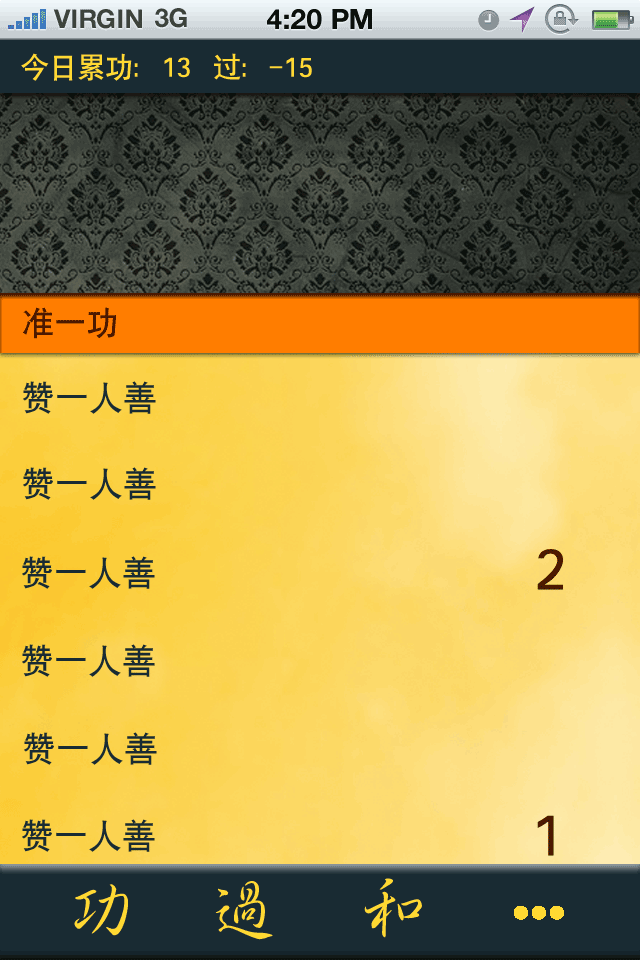 VIRGIN 3G 4:20 PM
今日累功: 13 过: -15
准一功
赞一人善
赞一人善
赞一人善 2
赞一人善
赞一人善
赞一人善 1
功 過 和